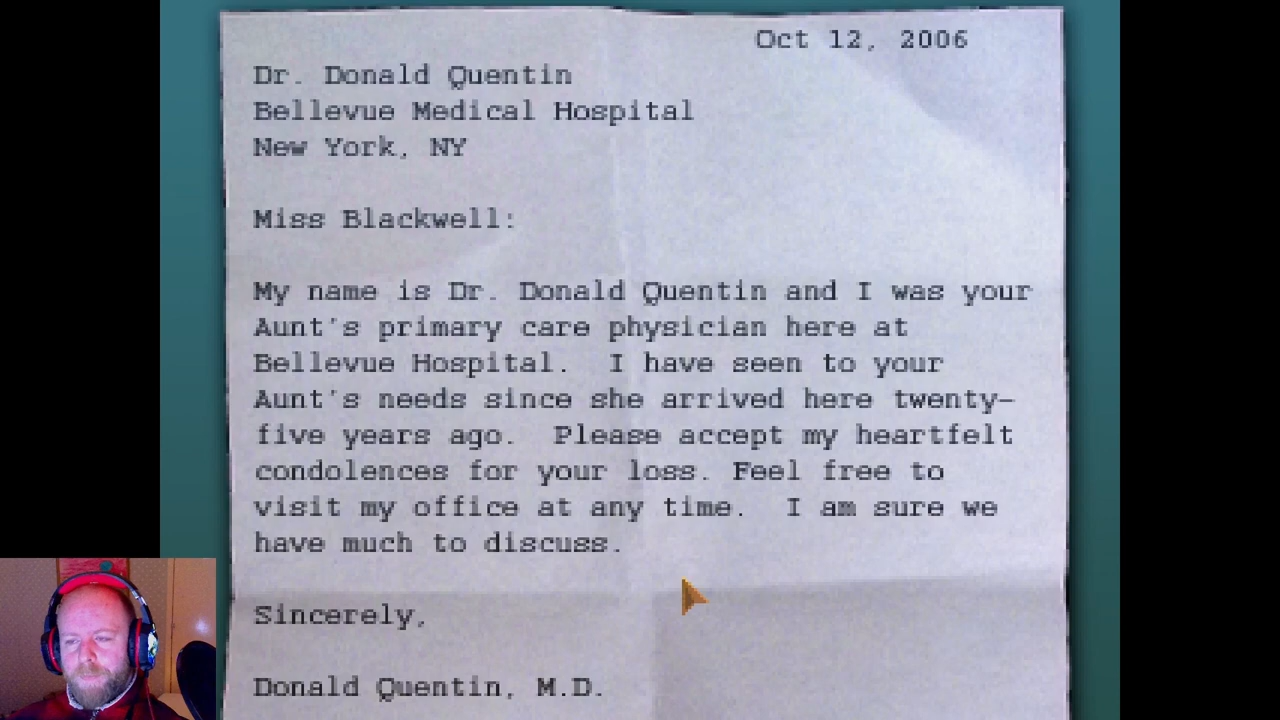 Oct 12, 2006
Dr. Donald Quentin
Bellevue Medical Hospital
New York, NY
Miss Blackwell:
My name is Dr. Donald Quentin and I was your
Aunt's primary care physician here at
Bellevue Hospital.  I have seen to your
Aunt's needs since she arrived here twenty-
five years ago.  Please accept my heartfelt
condolences for your loss. Feel free to
visit my office at any time.  I am sure we
have much to discuss.
Sincerely,
Donald Quentin, M.D.